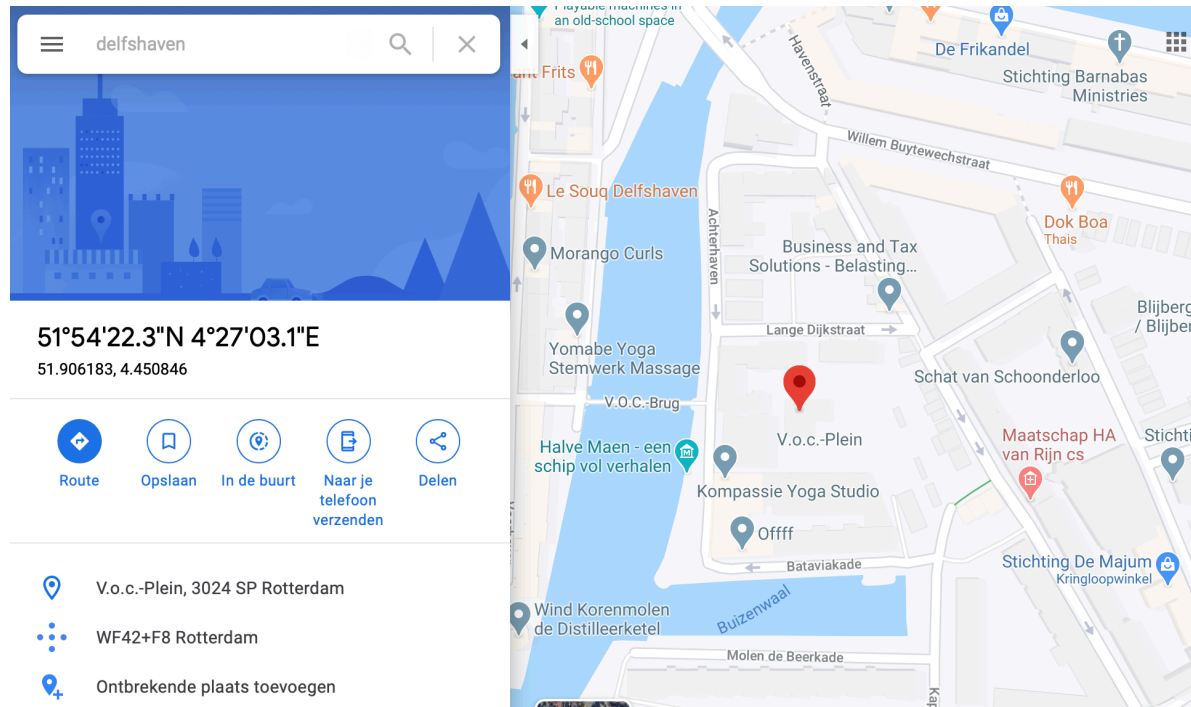 delfshaven
51°54'22.3"N 4°27'03.1"E
51.906183, 4.450846
Route
Opslaan
In de buurt
Naar je
telefoon
verzenden
Delen
V.o.c.-Plein, 3024 SP Rotterdam
WF42+F8 Rotterdam
Ontbrekende plaats toevoegen
Playable machines in
an old-school space
Frits
De Frikandel
Havenstraat
Stichting Barnabas
Ministries
Willem Buytewechstraat
Le Souq Delfshaven
Dok Boa
Thais
Achterhaven
Morango Curls
Business and Tax
Solutions - Belasting...
Lange Dijkstraat
Yomabe Yoga
Stemwerk Massage
Schat van Schoonderloo
V.O.C.-Brug
V.o.c.-Plein
Halve Maen - een
schip vol verhalen
Maatschap HA
van Rijn cs
Kompassie Yoga Studio
Offff
Bataviakade
Stichting De Majum
Kringloopwinkel
Wind Korenmolen
de Distilleerketel
Buizenwaal
Molen de Beerkade